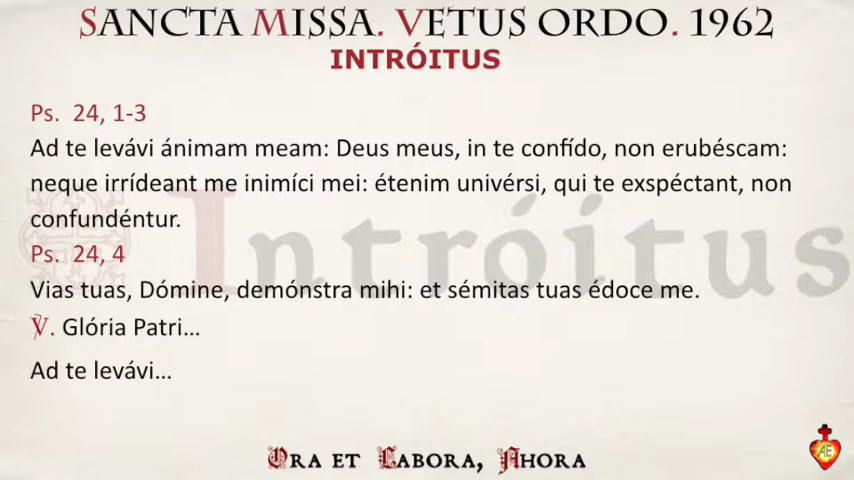 SANCTA MISSA. VETUS ORDO. 1962
INTRÓITUS
Ps. 24, 1-3
Ad te levávi ánimam meam: Deus meus, in te confído, non erubéscam:
neque irrídeant me inimíci mei: étenim univérsi, qui te exspéctant, non
confundéntur.
Ps. 24, 4
Vias tuas, Dómine, demónstra mihi: et sémitas tuas édoce me.
℣. Glória Patri...
Ad te levávi...
Intróitus
Ora et Labora, Ahora
AE